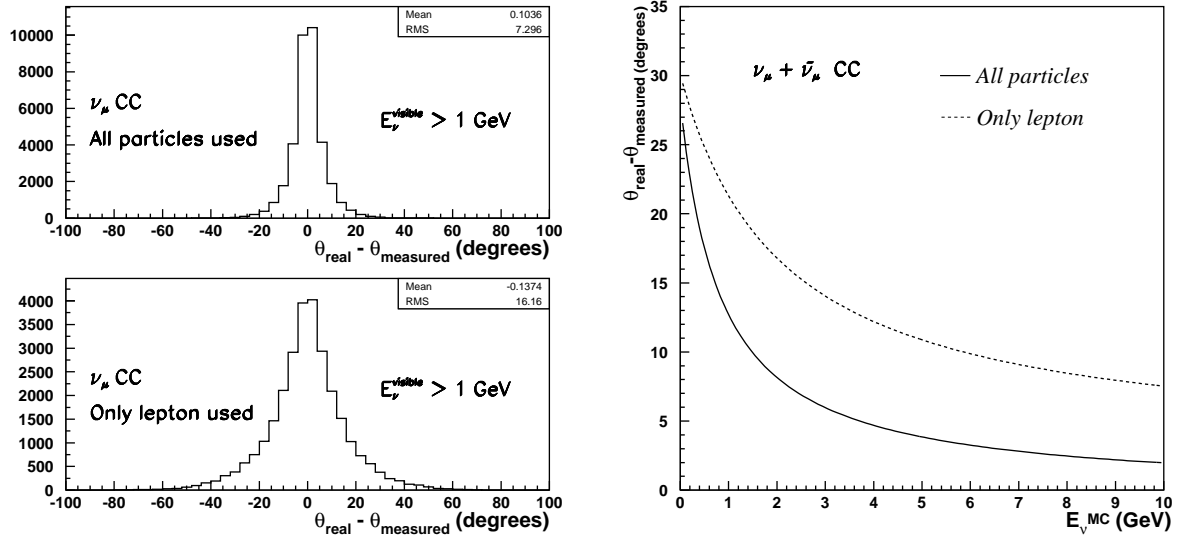 Mean 0.1036
RMS 7.296
10000
8000
6000
4000
2000
0
ν_μ CC
All particles used
E_ν^visible > 1 GeV
-100 -80 -60 -40 -20 0 20 40 60 80 100
θ_real - θ_measured (degrees)
Mean -0.1374
RMS 16.16
4000
3500
3000
2500
2000
1500
1000
500
0
ν_μ CC
Only lepton used
E_ν^visible > 1 GeV
-100 -80 -60 -40 -20 0 20 40 60 80 100
θ_real - θ_measured (degrees)
θ_real-θ_measured (degrees)
35
30
25
20
15
10
5
0
ν_μ + ν̄_μ CC
All particles
Only lepton
0 1 2 3 4 5 6 7 8 9 10
E_ν^MC (GeV)